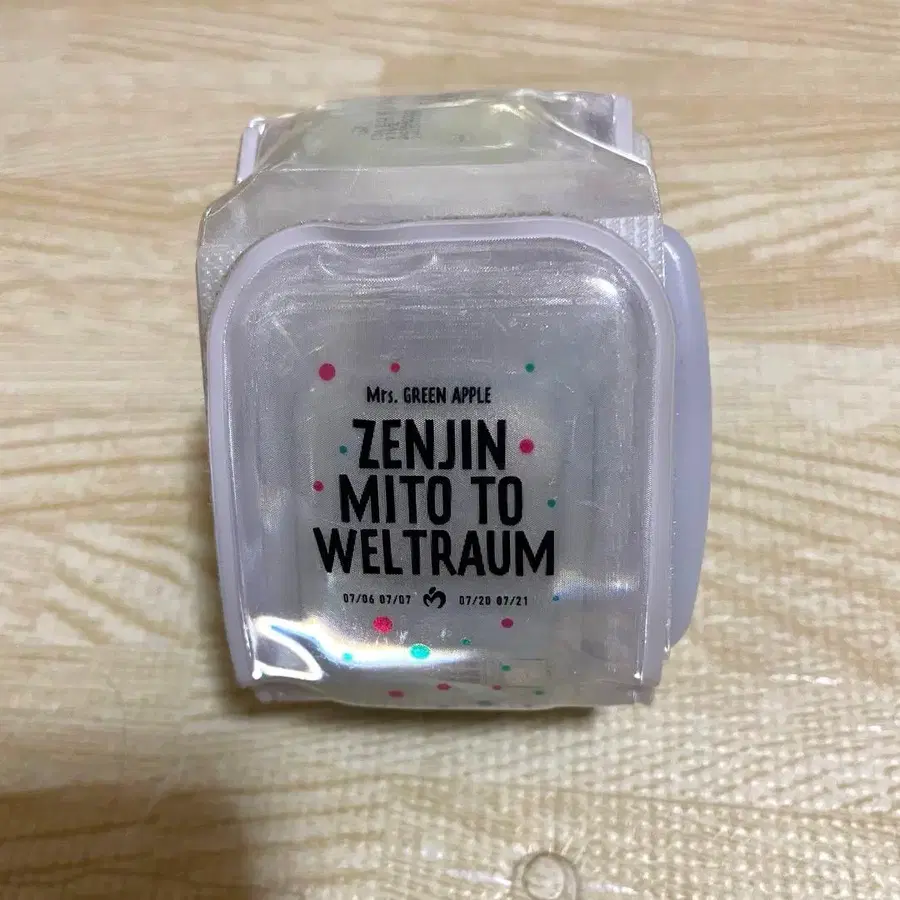 Mrs. GREEN APPLE
ZENJIN
MITO TO
WELTRAUM
07/06 07/07 07/20 07/21